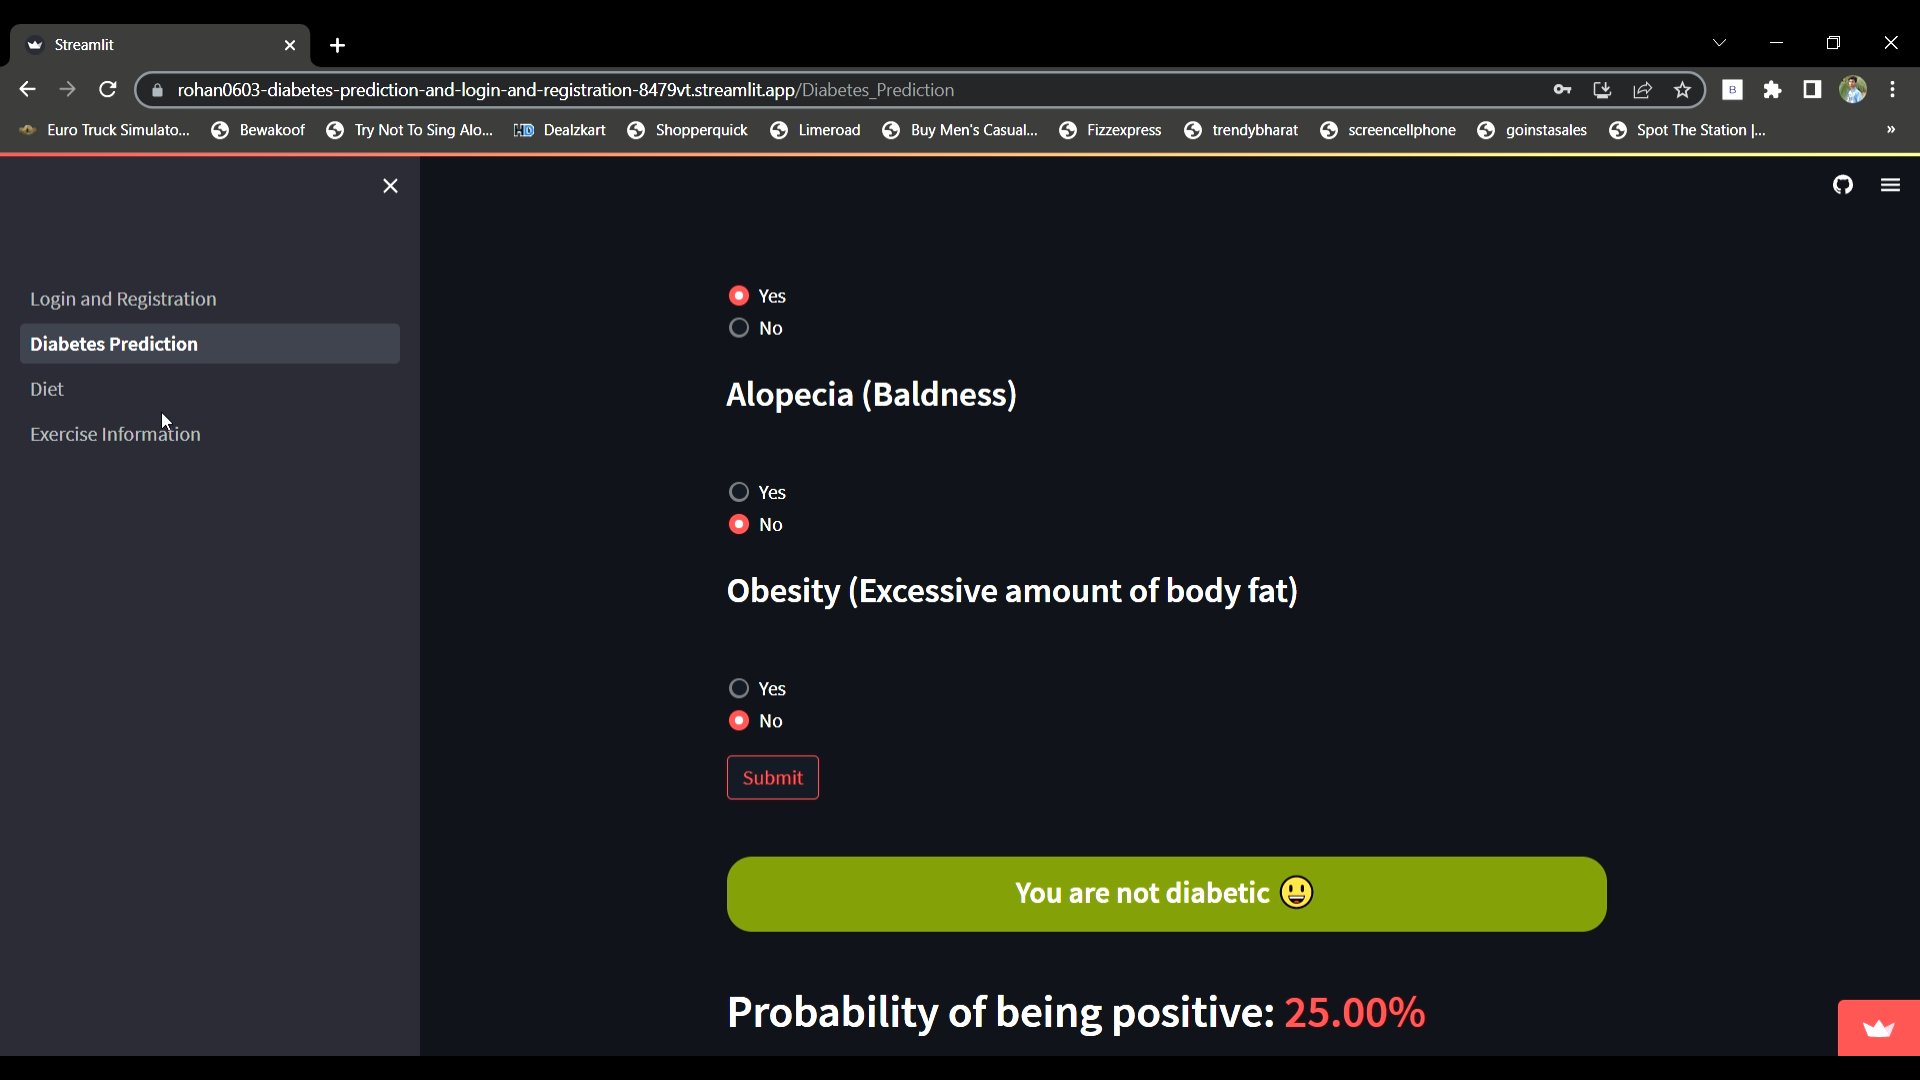 Streamlit
rohan0603-diabetes-prediction-and-login-and-registration-8479vt.streamlit.app/Diabetes_Prediction
B
Euro Truck Simulato... Bewakoof Try Not To Sing Alo... HD Dealzkart Shopperquick Limeroad Buy Men's Casual... Fizzexpress trendybharat screencellphone goinstasales Spot The Station |... »
Login and Registration
Diabetes Prediction
Diet
Exercise Information
Yes
No
Alopecia (Baldness)
Yes
No
Obesity (Excessive amount of body fat)
Yes
No
Submit
You are not diabetic 😃
Probability of being positive: 25.00%